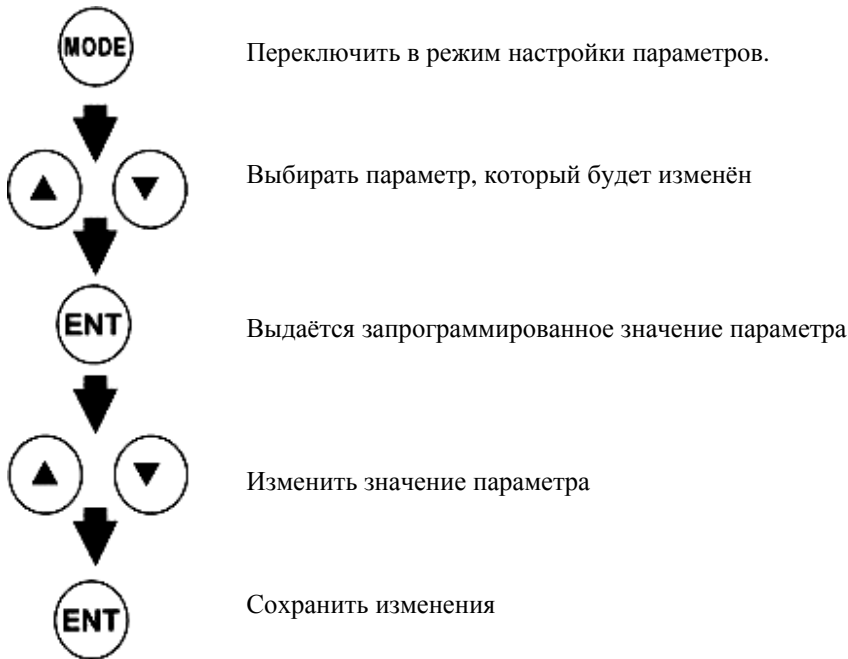 MODE Переключить в режим настройки параметров.
▲ ▼ Выбирать параметр, который будет изменён
ENT Выдаётся запрограммированное значение параметра
▲ ▼ Изменить значение параметра
ENT Сохранить изменения